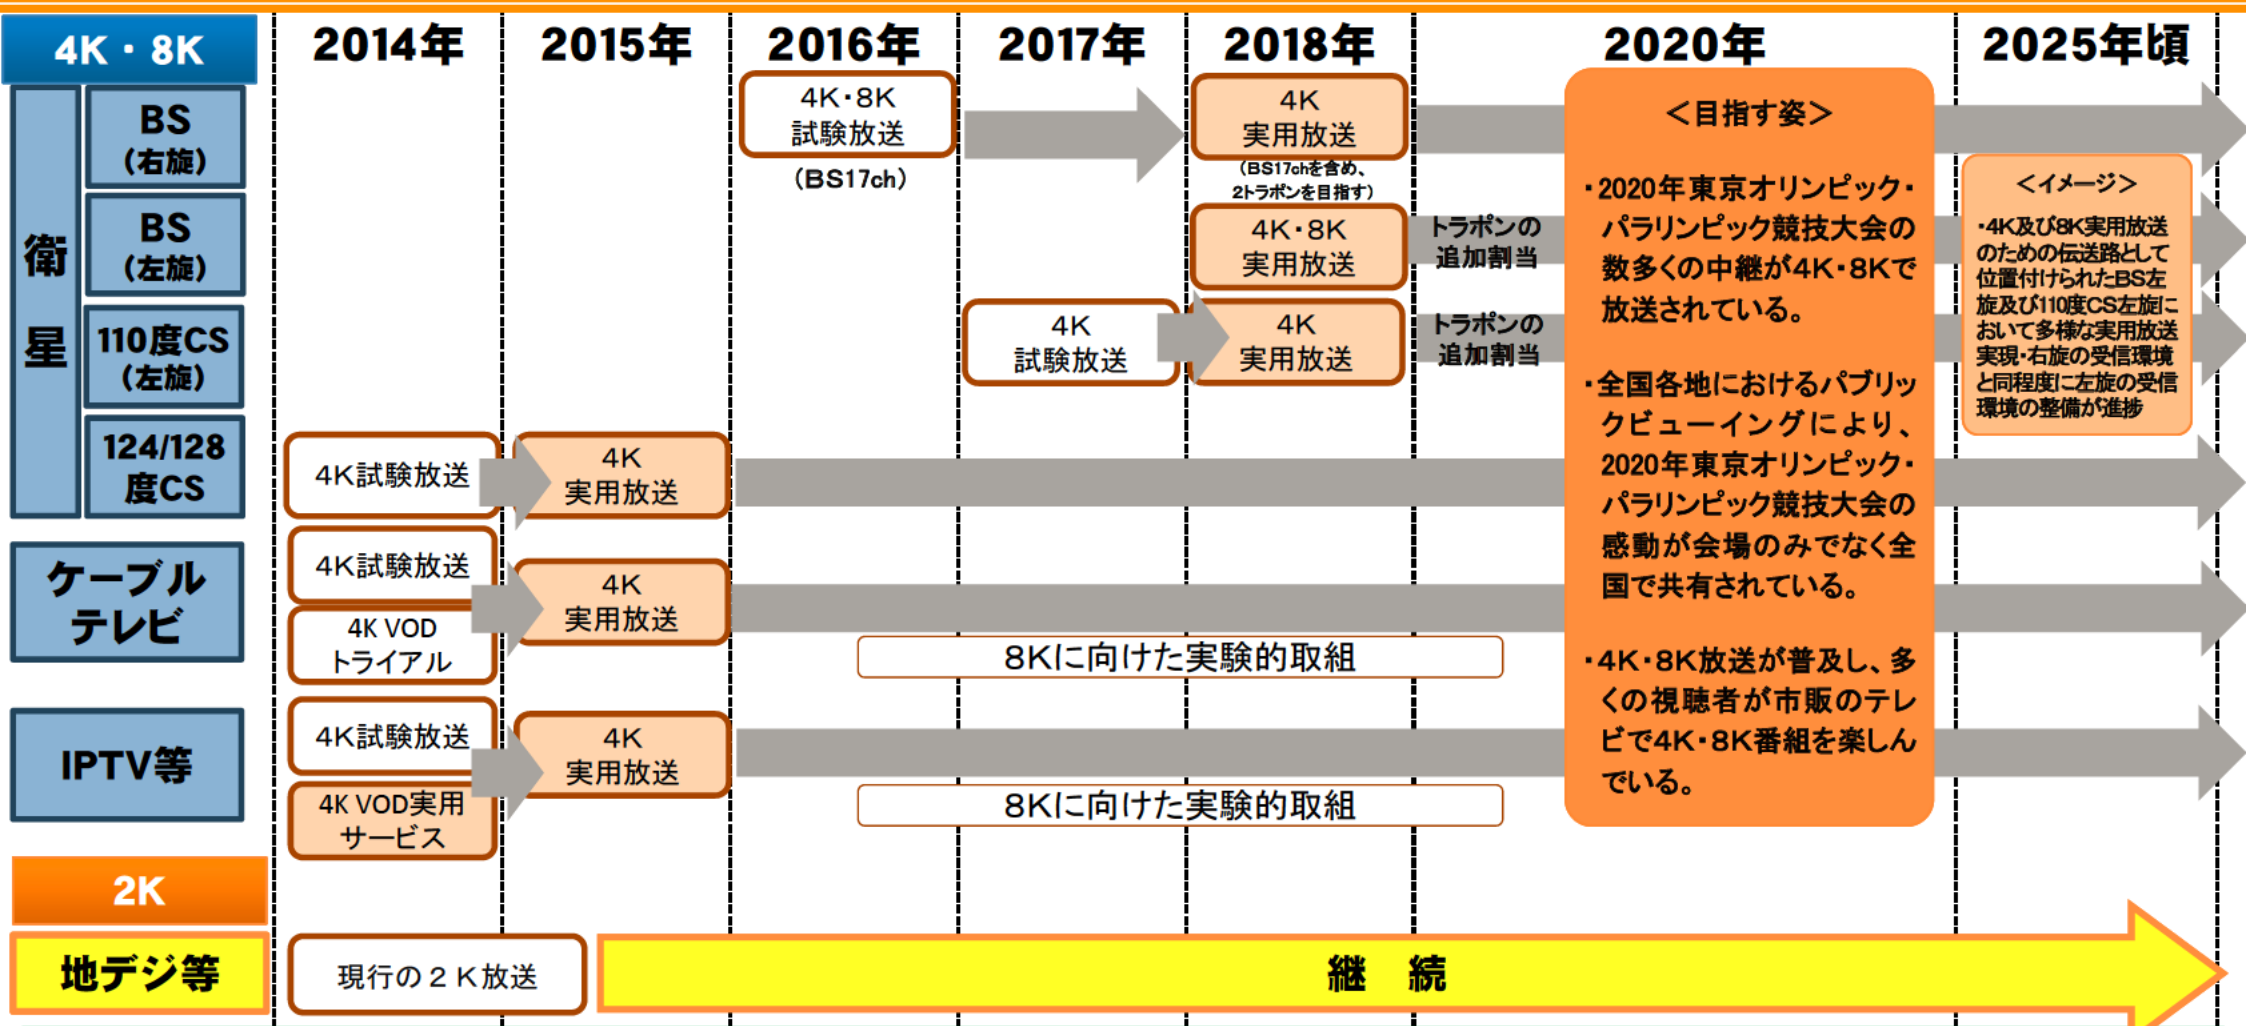 4K・8K
2014年
2015年
2016年
2017年
2018年
2020年
2025年頃
衛
星
BS
（右旋）
4K・8K
試験放送
（BS17ch）
4K
実用放送
（BS17chを含め、
2トラポンを目指す）
BS
（左旋）
4K・8K
実用放送
トラポンの
追加割当
110度CS
（左旋）
4K
試験放送
4K
実用放送
トラポンの
追加割当
124/128
度CS
4K試験放送
4K
実用放送
ケーブル
テレビ
4K試験放送
4K VOD
トライアル
4K
実用放送
8Kに向けた実験的取組
IPTV等
4K試験放送
4K VOD実用
サービス
4K
実用放送
8Kに向けた実験的取組
＜目指す姿＞
・2020年東京オリンピック・
パラリンピック競技大会の
数多くの中継が4K・8Kで
放送されている。
・全国各地におけるパブリッ
クビューイングにより、
2020年東京オリンピック・
パラリンピック競技大会の
感動が会場のみでなく全
国で共有されている。
・4K・8K放送が普及し、多
くの視聴者が市販のテレ
ビで4K・8K番組を楽しん
でいる。
＜イメージ＞
・4K及び8K実用放送
のための伝送路として
位置付けられたBS左
旋及び110度CS左旋に
おいて多様な実用放送
実現・右旋の受信環境
と同程度に左旋の受信
環境の整備が進捗
2K
地デジ等
現行の２Ｋ放送
継　続